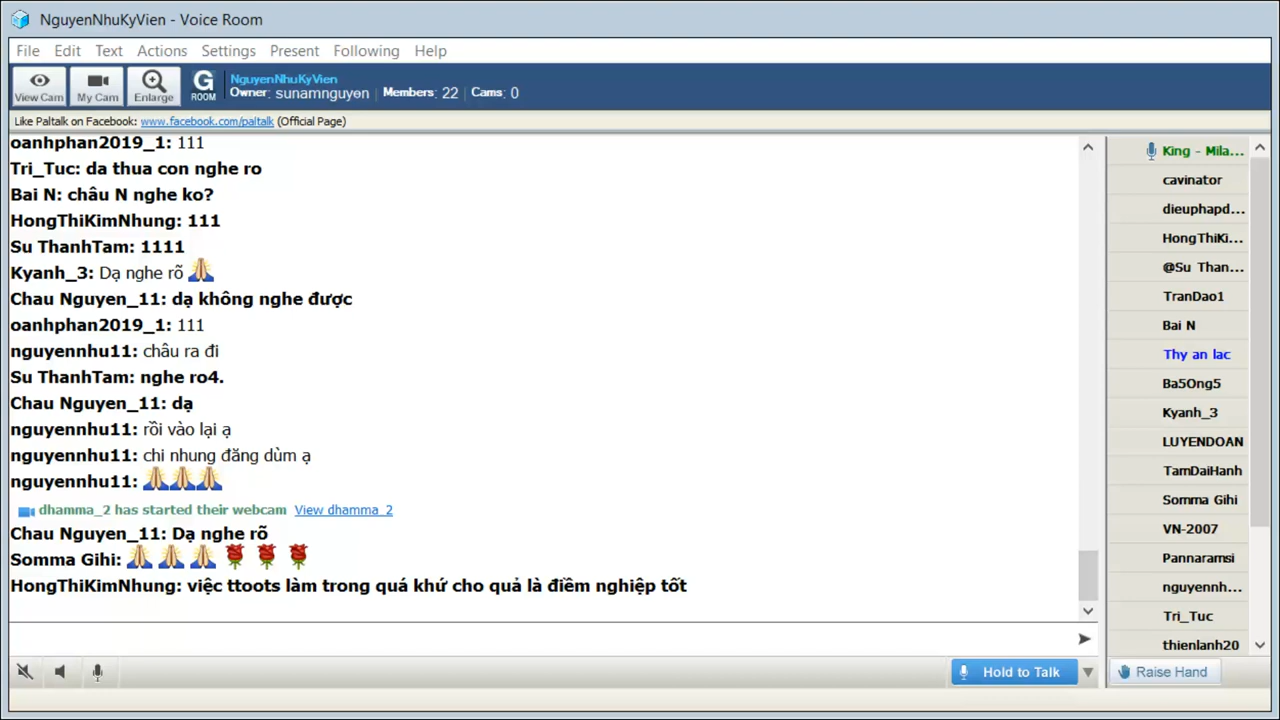 NguyenNhuKyVien - Voice Room
File Edit Text Actions Settings Present Following Help
View Cam My Cam Enlarge G ROOM
NguyenNhuKyVien
Owner: sunamnguyen Members: 22 Cams: 0
Like Paltalk on Facebook: www.facebook.com/paltalk (Official Page)
oanhphan2019_1: 111
Tri_Tuc: da thua con nghe ro
Bai N: châu N nghe ko?
HongThiKimNhung: 111
Su ThanhTam: 1111
Kyanh_3: Dạ nghe rõ
Chau Nguyen_11: dạ không nghe được
oanhphan2019_1: 111
nguyennhu11: châu ra đi
Su ThanhTam: nghe ro4.
Chau Nguyen_11: dạ
nguyennhu11: rồi vào lại ạ
nguyennhu11: chi nhung đăng dùm ạ
nguyennhu11:
dhamma_2 has started their webcam View dhamma_2
Chau Nguyen_11: Dạ nghe rõ
Somma Gihi:
HongThiKimNhung: việc ttoots làm trong quá khứ cho quả là điềm nghiệp tốt
King - Mila...
cavinator
dieuphapd...
HongThiKi...
@Su Than...
TranDao1
Bai N
Thy an lac
Ba5Ong5
Kyanh_3
LUYENDOAN
TamDaiHanh
Somma Gihi
VN-2007
Pannaramsi
nguyennh...
Tri_Tuc
thienlanh20
Hold to Talk
Raise Hand